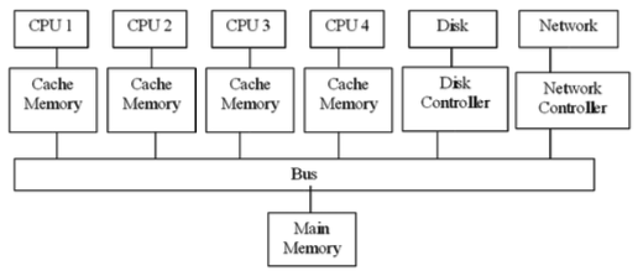 CPU 1
CPU 2
CPU 3
CPU 4
Disk
Network
Cache
Memory
Cache
Memory
Cache
Memory
Cache
Memory
Disk
Controller
Network
Controller
Bus
Main
Memory